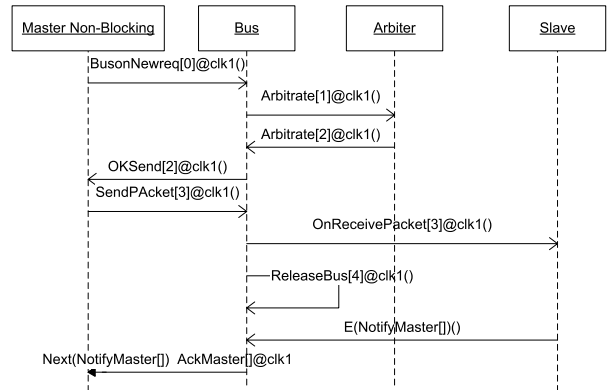 Master Non-Blocking Bus Arbiter Slave
BusonNewreq[0]@clk1()
Arbitrate[1]@clk1()
Arbitrate[2]@clk1()
OKSend[2]@clk1()
SendPAcket[3]@clk1()
OnReceivePacket[3]@clk1()
ReleaseBus[4]@clk1()
E(NotifyMaster[])()
Next(NotifyMaster[]) AckMaster[]@clk1